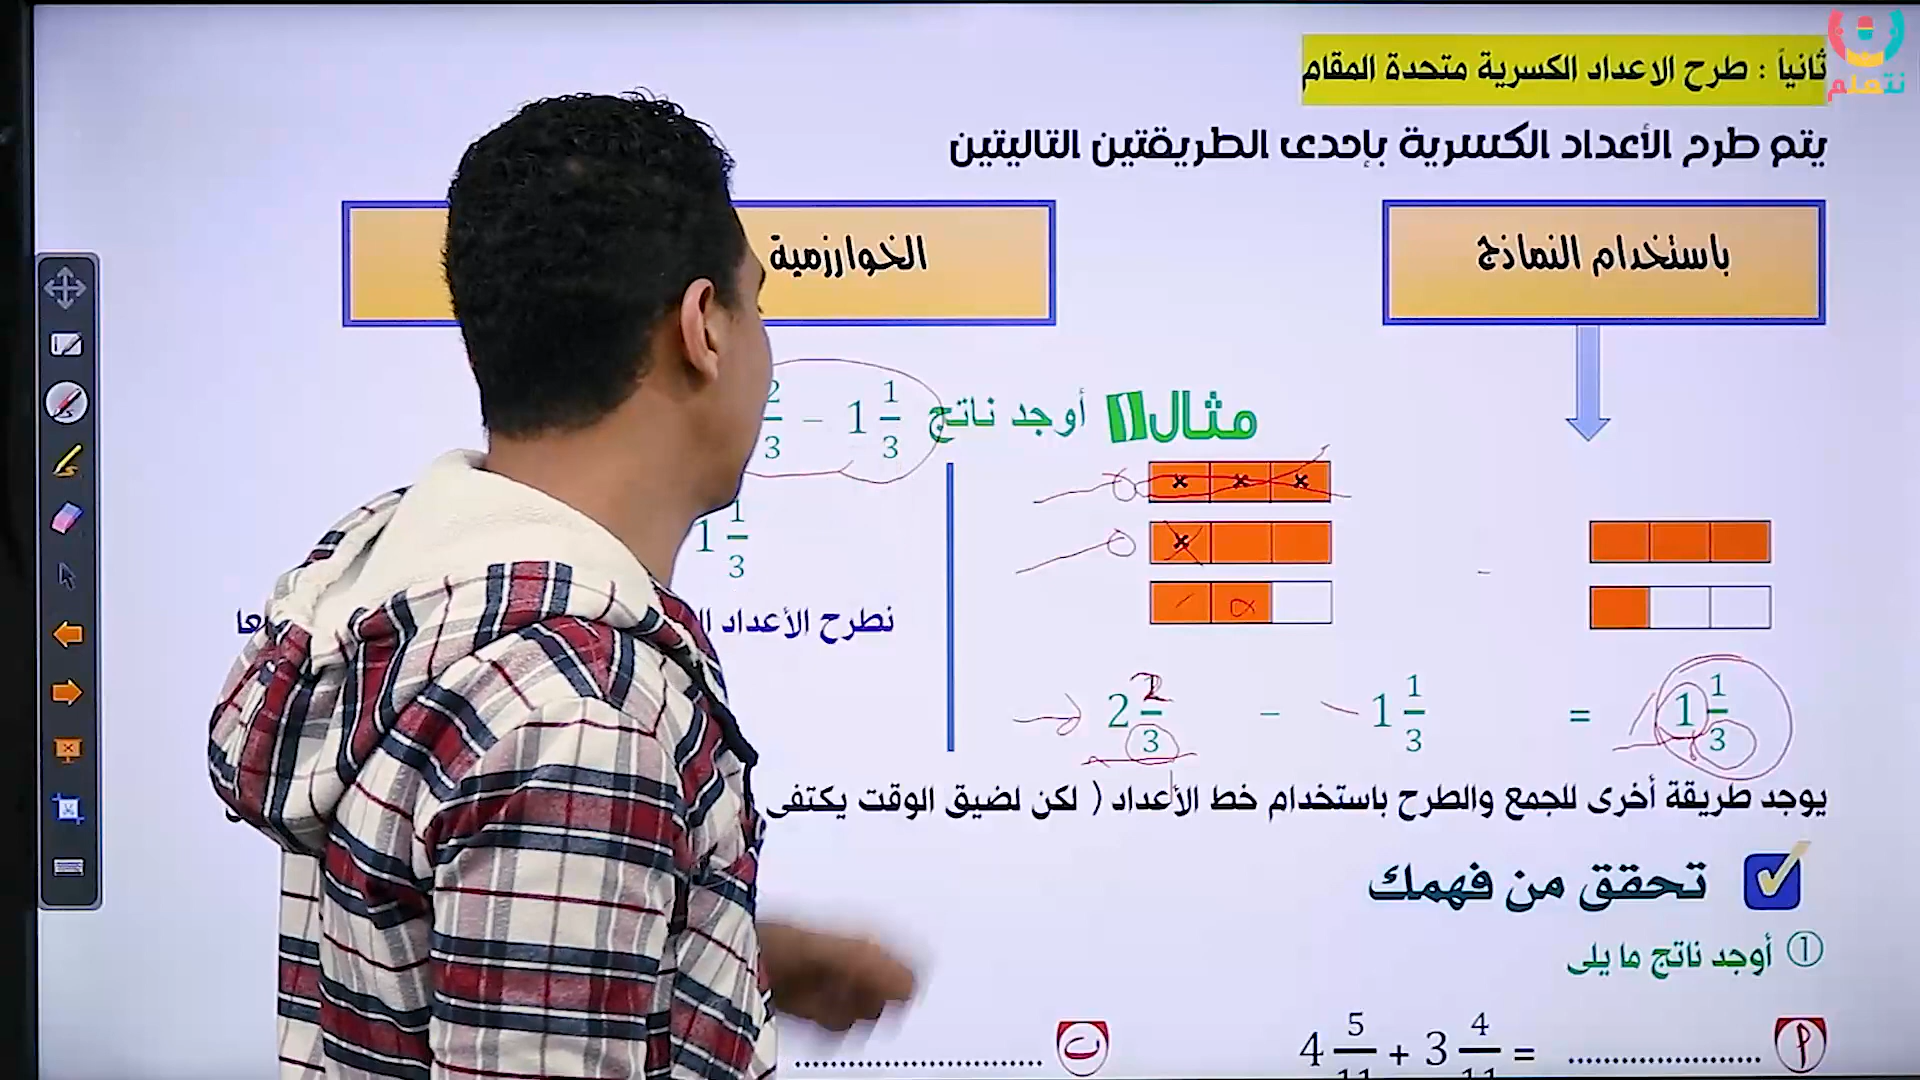 نتعلم
ثانياً : طرح الاعداد الكسرية متحدة المقام
يتم طرح الأعداد الكسرية بإحدى الطريقتين التاليتين
باستخدام النماذج
الخوارزمية
مثال 1 أوجد ناتج
2/3 − 1 1/3
1 1/3
نطرح الأعداد
2 2/3 − 1 1/3 = 1 1/3
يوجد طريقة أخرى للجمع والطرح باستخدام خط الأعداد ( لكن لضيق الوقت يكتفى
تحقق من فهمك
① أوجد ناتج ما يلى
أ 4 5/11 + 3 4/11 = ....................
ب ..........................